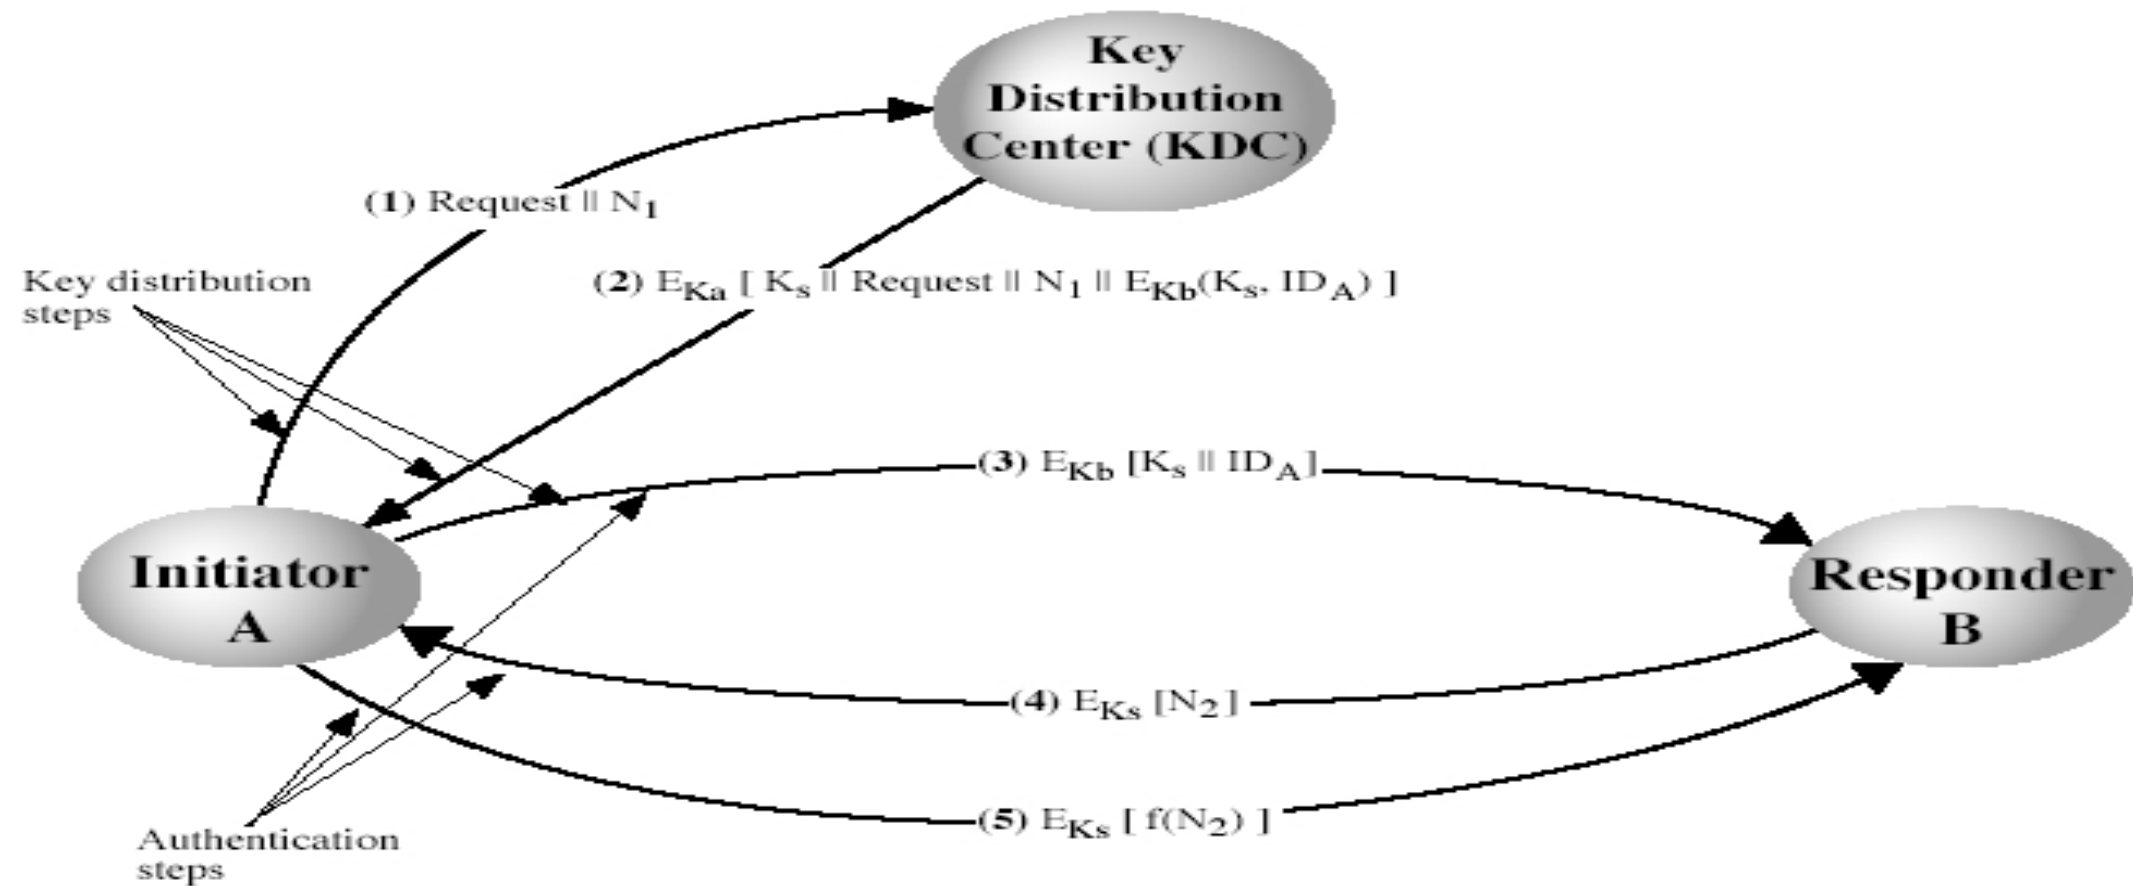 Key
Distribution
Center (KDC)
(1) Request || N1
Key distribution
steps
(2) EKa [ Ks || Request || N1 || EKb(Ks, IDA) ]
(3) EKb [Ks || IDA]
Initiator
A
Responder
B
(4) EKs [N2]
(5) EKs [ f(N2) ]
Authentication
steps